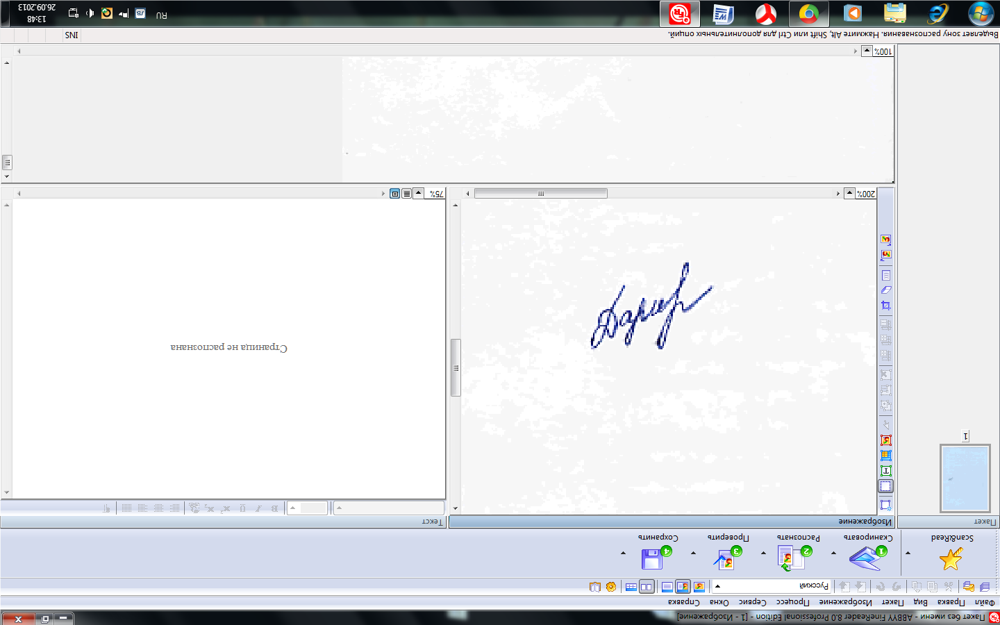 Пакет без имени - ABBYY FineReader 8.0 Professional Edition - [1 - Изображение]
Файл Правка Вид Пакет Изображение Процесс Сервис Окна Справка
Русский
Scan&Read 1 Сканировать 2 Распознать 3 Проверить 4 Сохранить
Пакет
Изображение
Текст
1
Страница не распознана
200%
75%
100%
Выделяет зону распознавания. Нажмите Alt, Shift или Ctrl для дополнительных опций.
INS
RU
13:48
26.09.2013